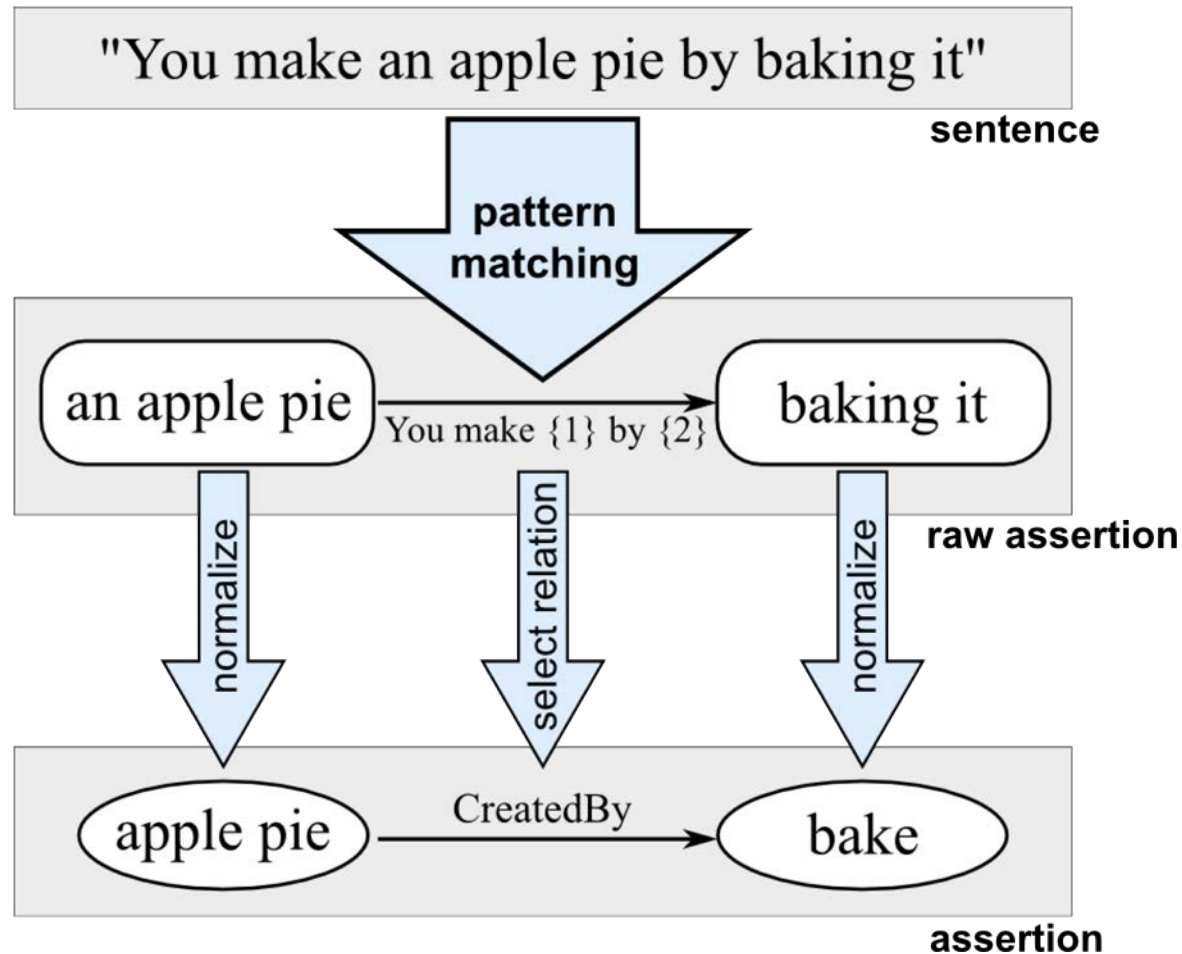 "You make an apple pie by baking it"
sentence
pattern
matching
an apple pie
You make {1} by {2}
baking it
raw assertion
normalize
select relation
normalize
apple pie
CreatedBy
bake
assertion